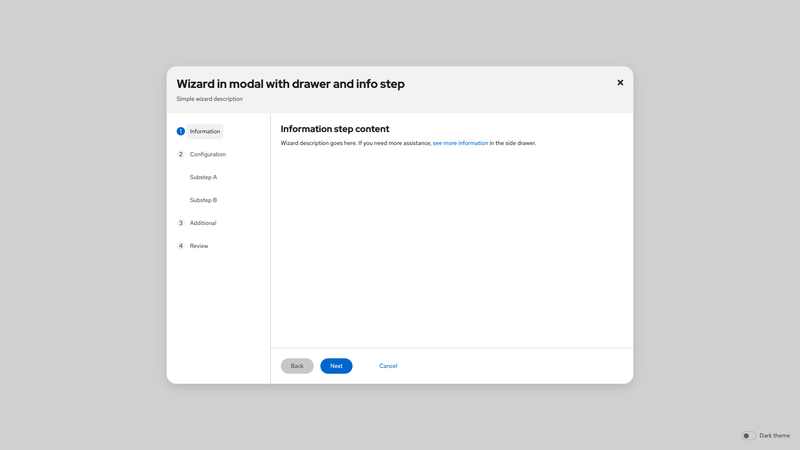 Wizard in modal with drawer and info step
Simple wizard description
1 Information
2 Configuration
Substep A
Substep B
3 Additional
4 Review
Information step content
Wizard description goes here. If you need more assistance, see more information in the side drawer.
Back Next Cancel
Dark theme